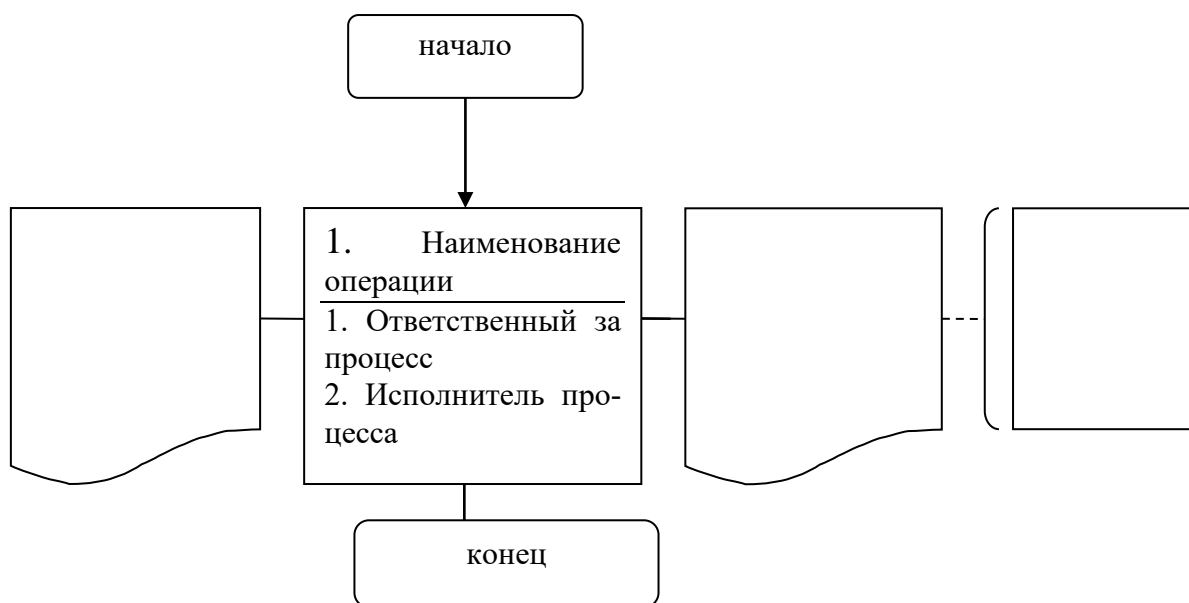 начало
1. Наименование
операции
1. Ответственный за
процесс
2. Исполнитель про-
цесса
конец